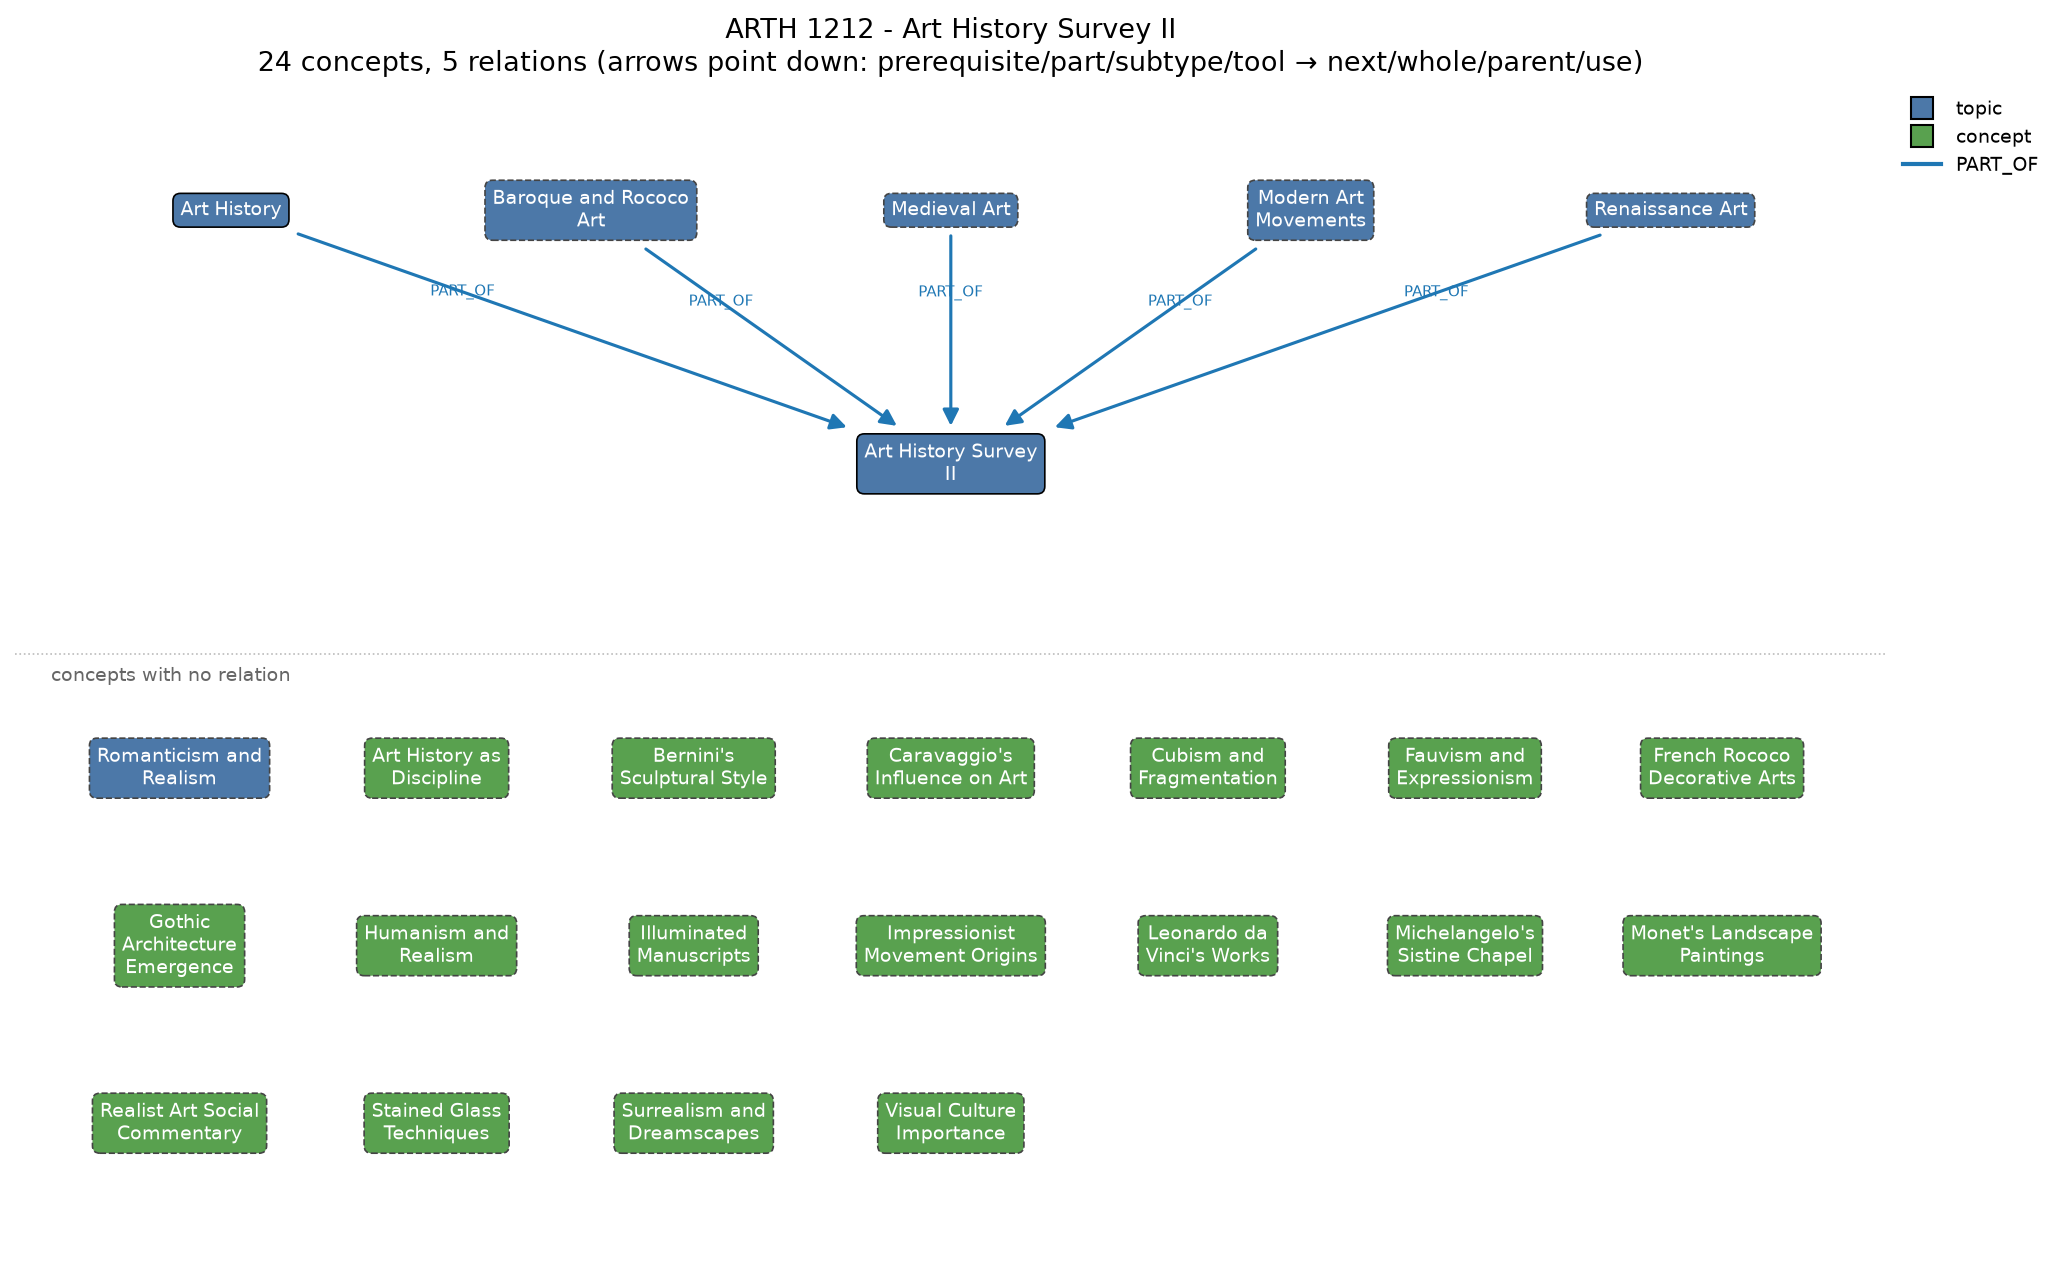 ARTH 1212 - Art History Survey II
24 concepts, 5 relations (arrows point down: prerequisite/part/subtype/tool → next/whole/parent/use)
topic
concept
PART_OF
Art History
Baroque and Rococo
Art
Medieval Art
Modern Art
Movements
Renaissance Art
PART_OF
PART_OF
PART_OF
PART_OF
PART_OF
Art History Survey
II
concepts with no relation
Romanticism and
Realism
Art History as
Discipline
Bernini's
Sculptural Style
Caravaggio's
Influence on Art
Cubism and
Fragmentation
Fauvism and
Expressionism
French Rococo
Decorative Arts
Gothic
Architecture
Emergence
Humanism and
Realism
Illuminated
Manuscripts
Impressionist
Movement Origins
Leonardo da
Vinci's Works
Michelangelo's
Sistine Chapel
Monet's Landscape
Paintings
Realist Art Social
Commentary
Stained Glass
Techniques
Surrealism and
Dreamscapes
Visual Culture
Importance